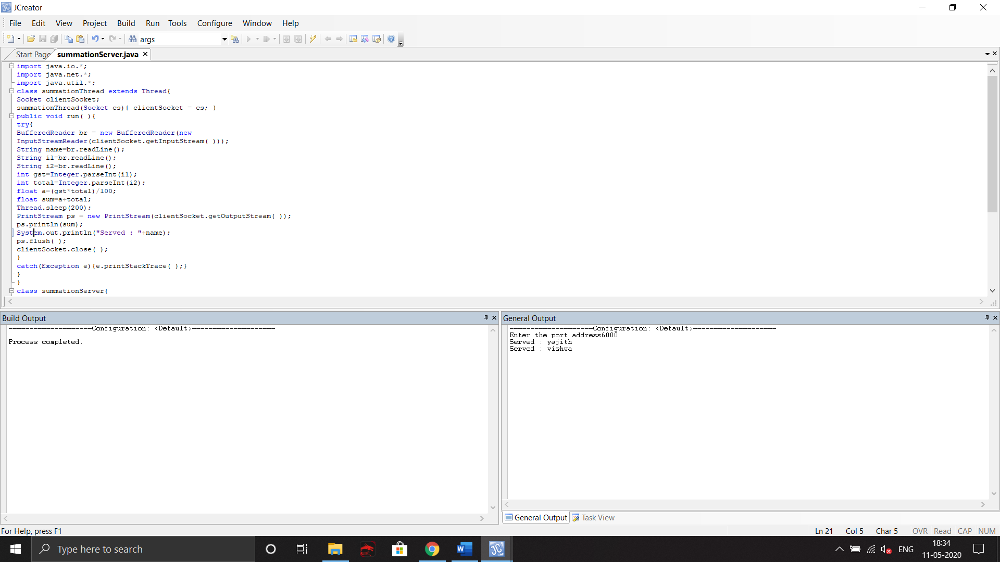 JCreator
File Edit View Project Build Run Tools Configure Window Help
args
Start Page summationServer.java
import java.io.*;
import java.net.*;
import java.util.*;
class summationThread extends Thread{
Socket clientSocket;
summationThread(Socket cs){ clientSocket = cs; }
public void run( ){
try{
BufferedReader br = new BufferedReader(new
InputStreamReader(clientSocket.getInputStream( )));
String name=br.readLine();
String i1=br.readLine();
String i2=br.readLine();
int gst=Integer.parseInt(i1);
int total=Integer.parseInt(i2);
float a=(gst*total)/100;
float sum=a+total;
Thread.sleep(200);
PrintStream ps = new PrintStream(clientSocket.getOutputStream( ));
ps.println(sum);
System.out.println("Served : "+name);
ps.flush( );
clientSocket.close( );
}
catch(Exception e){e.printStackTrace( );}
}
}
class summationServer{
Build Output
--------------------Configuration: <Default>--------------------
Process completed.
General Output
--------------------Configuration: <Default>--------------------
Enter the port address6000
Served : yajith
Served : vishwa
General Output Task View
For Help, press F1
Ln 21 Col 5 Char 5 OVR Read CAP NUM
Type here to search
ENG
18:34
11-05-2020